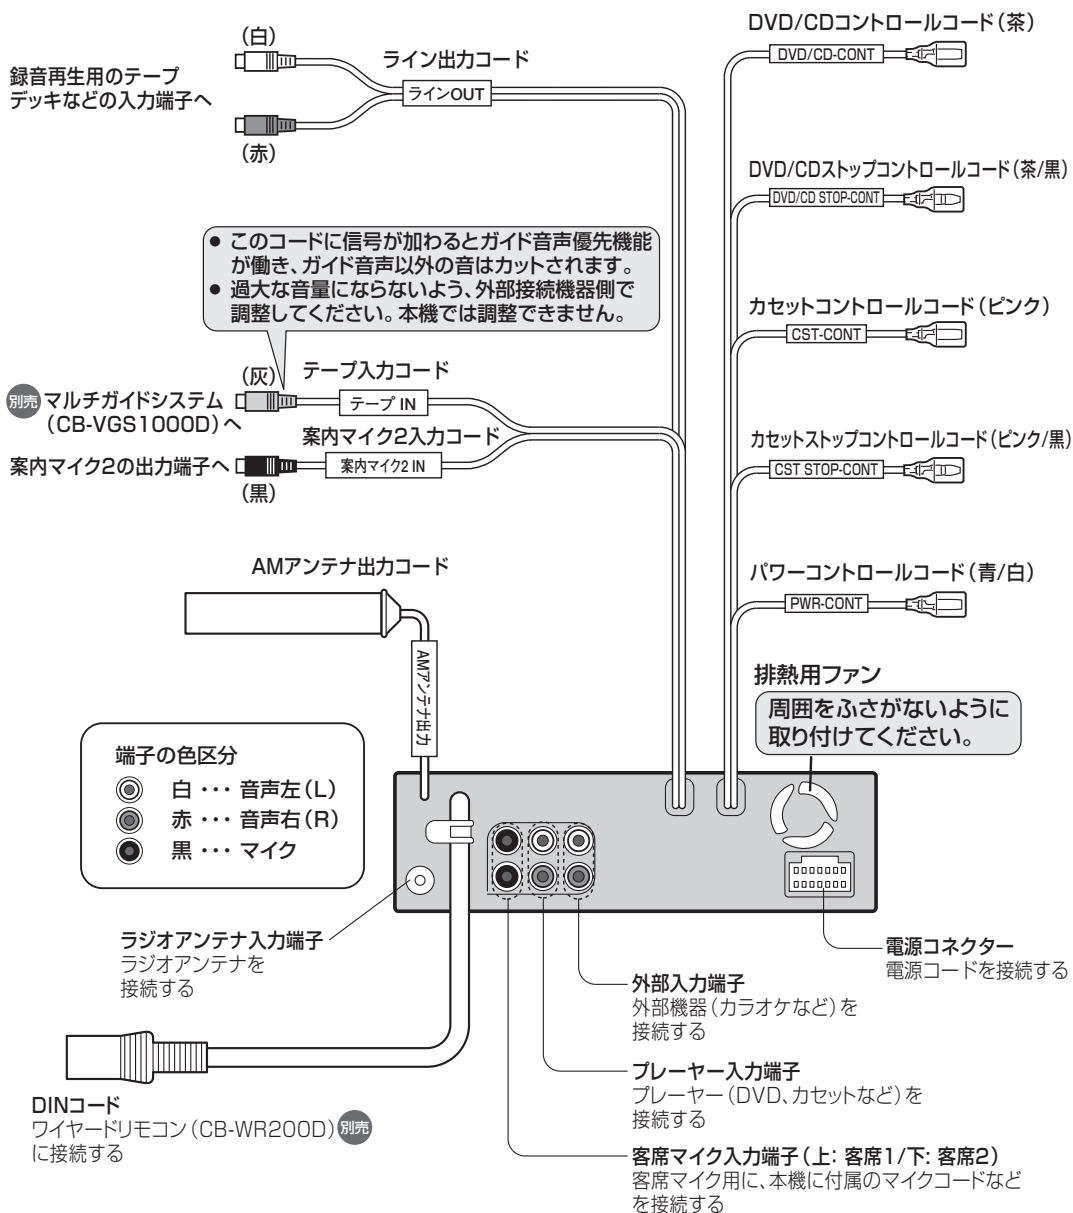 DVD/CDコントロールコード(茶)
DVD/CD-CONT
(白)
ライン出力コード
ラインOUT
録音再生用のテープ
デッキなどの入力端子へ
(赤)
DVD/CDストップコントロールコード(茶/黒)
DVD/CD STOP-CONT
● このコードに信号が加わるとガイド音声優先機能
が働き、ガイド音声以外の音はカットされます。
● 過大な音量にならないよう、外部接続機器側で
調整してください。本機では調整できません。
カセットコントロールコード(ピンク)
CST-CONT
(灰)
テープ入力コード
テープ IN
別売 マルチガイドシステム
(CB-VGS1000D)へ
案内マイク2入力コード
案内マイク2 IN
案内マイク2の出力端子へ
(黒)
カセットストップコントロールコード(ピンク/黒)
CST STOP-CONT
AMアンテナ出力コード
AMアンテナ出力
パワーコントロールコード(青/白)
PWR-CONT
排熱用ファン
周囲をふさがないように
取り付けてください。
端子の色区分
白 ・・・ 音声左(L)
赤 ・・・ 音声右(R)
黒 ・・・ マイク
ラジオアンテナ入力端子
ラジオアンテナを
接続する
電源コネクター
電源コードを接続する
外部入力端子
外部機器(カラオケなど)を
接続する
プレーヤー入力端子
プレーヤー(DVD、カセットなど)を
接続する
DINコード
ワイヤードリモコン(CB-WR200D) 別売
に接続する
客席マイク入力端子(上: 客席1/下: 客席2)
客席マイク用に、本機に付属のマイクコードなど
を接続する